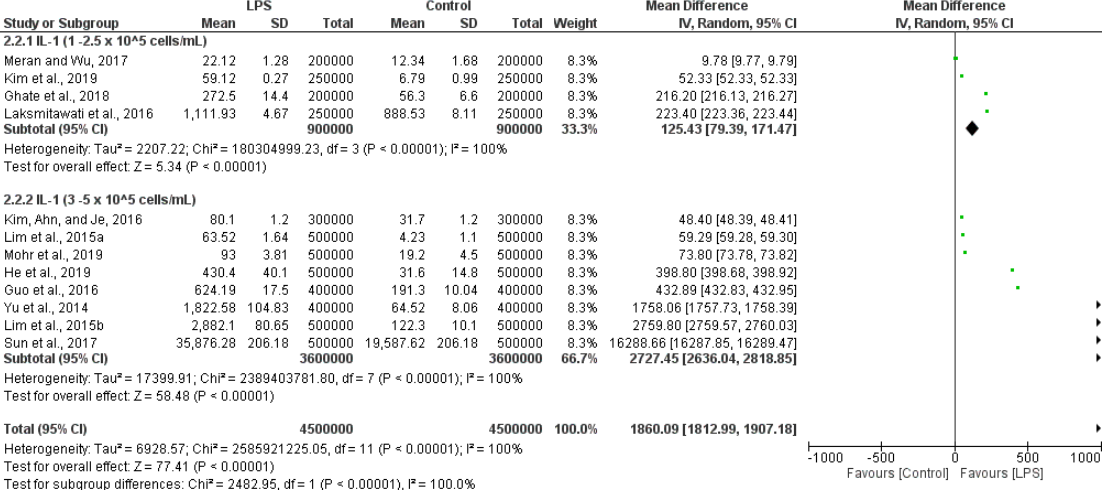 LPS Control Mean Difference Mean Difference
Study or Subgroup Mean SD Total Mean SD Total Weight IV, Random, 95% CI IV, Random, 95% CI
2.2.1 IL-1 (1 -2.5 x 10^5 cells/mL)
Meran and Wu, 2017 22.12 1.28 200000 12.34 1.68 200000 8.3% 9.78 [9.77, 9.79]
Kim et al., 2019 59.12 0.27 250000 6.79 0.99 250000 8.3% 52.33 [52.33, 52.33]
Ghate et al., 2018 272.5 14.4 200000 56.3 6.6 200000 8.3% 216.20 [216.13, 216.27]
Laksmitawati et al., 2016 1,111.93 4.67 250000 888.53 8.11 250000 8.3% 223.40 [223.36, 223.44]
Subtotal (95% CI) 900000 900000 33.3% 125.43 [79.39, 171.47]
Heterogeneity: Tau² = 2207.22; Chi² = 180304999.23, df = 3 (P < 0.00001); I² = 100%
Test for overall effect: Z = 5.34 (P < 0.00001)
2.2.2 IL-1 (3 -5 x 10^5 cells/mL)
Kim, Ahn, and Je, 2016 80.1 1.2 300000 31.7 1.2 300000 8.3% 48.40 [48.39, 48.41]
Lim et al., 2015a 63.52 1.64 500000 4.23 1.1 500000 8.3% 59.29 [59.28, 59.30]
Mohr et al., 2019 93 3.81 500000 19.2 4.5 500000 8.3% 73.80 [73.78, 73.82]
He et al., 2019 430.4 40.1 500000 31.6 14.8 500000 8.3% 398.80 [398.68, 398.92]
Guo et al., 2016 624.19 17.5 400000 191.3 10.04 400000 8.3% 432.89 [432.83, 432.95]
Yu et al., 2014 1,822.58 104.83 400000 64.52 8.06 400000 8.3% 1758.06 [1757.73, 1758.39]
Lim et al., 2015b 2,882.1 80.65 500000 122.3 10.1 500000 8.3% 2759.80 [2759.57, 2760.03]
Sun et al., 2017 35,876.28 206.18 500000 19,587.62 206.18 500000 8.3% 16288.66 [16287.85, 16289.47]
Subtotal (95% CI) 3600000 3600000 66.7% 2727.45 [2636.04, 2818.85]
Heterogeneity: Tau² = 17399.91; Chi² = 2389403781.80, df = 7 (P < 0.00001); I² = 100%
Test for overall effect: Z = 58.48 (P < 0.00001)
Total (95% CI) 4500000 4500000 100.0% 1860.09 [1812.99, 1907.18]
Heterogeneity: Tau² = 6928.57; Chi² = 2585921225.05, df = 11 (P < 0.00001); I² = 100%
Test for overall effect: Z = 77.41 (P < 0.00001)
Test for subgroup differences: Chi² = 2482.95, df = 1 (P < 0.00001), I² = 100.0%
-1000 -500 0 500 1000
Favours [Control] Favours [LPS]